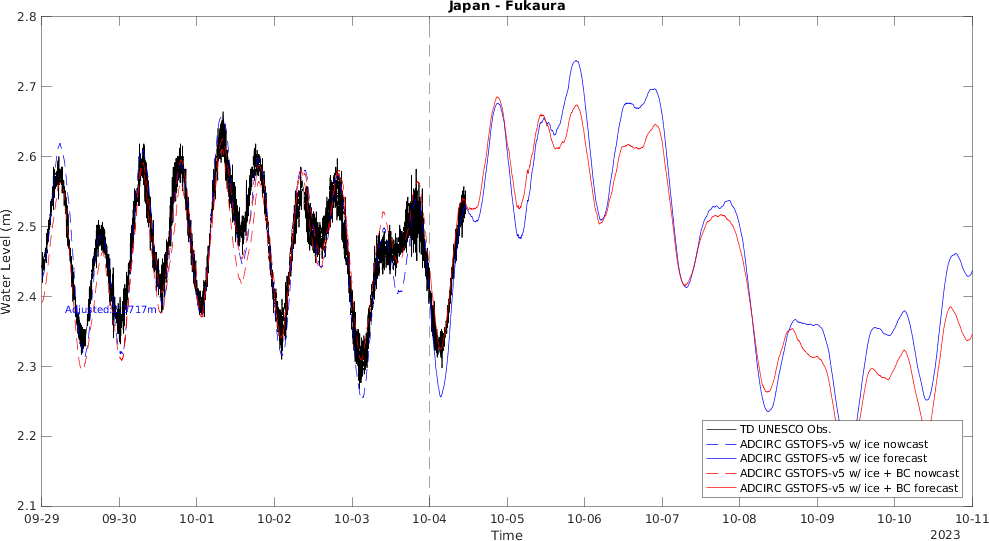 Japan - Fukaura
2.8
2.7
2.6
2.5
2.4
2.3
2.2
2.1
Water Level (m)
717m
TD UNESCO Obs.
ADCIRC GSTOFS-v5 w/ ice nowcast
ADCIRC GSTOFS-v5 w/ ice forecast
ADCIRC GSTOFS-v5 w/ ice + BC nowcast
ADCIRC GSTOFS-v5 w/ ice + BC forecast
09-29 09-30 10-01 10-02 10-03 10-04 10-05 10-06 10-07 10-08 10-09 10-10 10-11
Time
2023